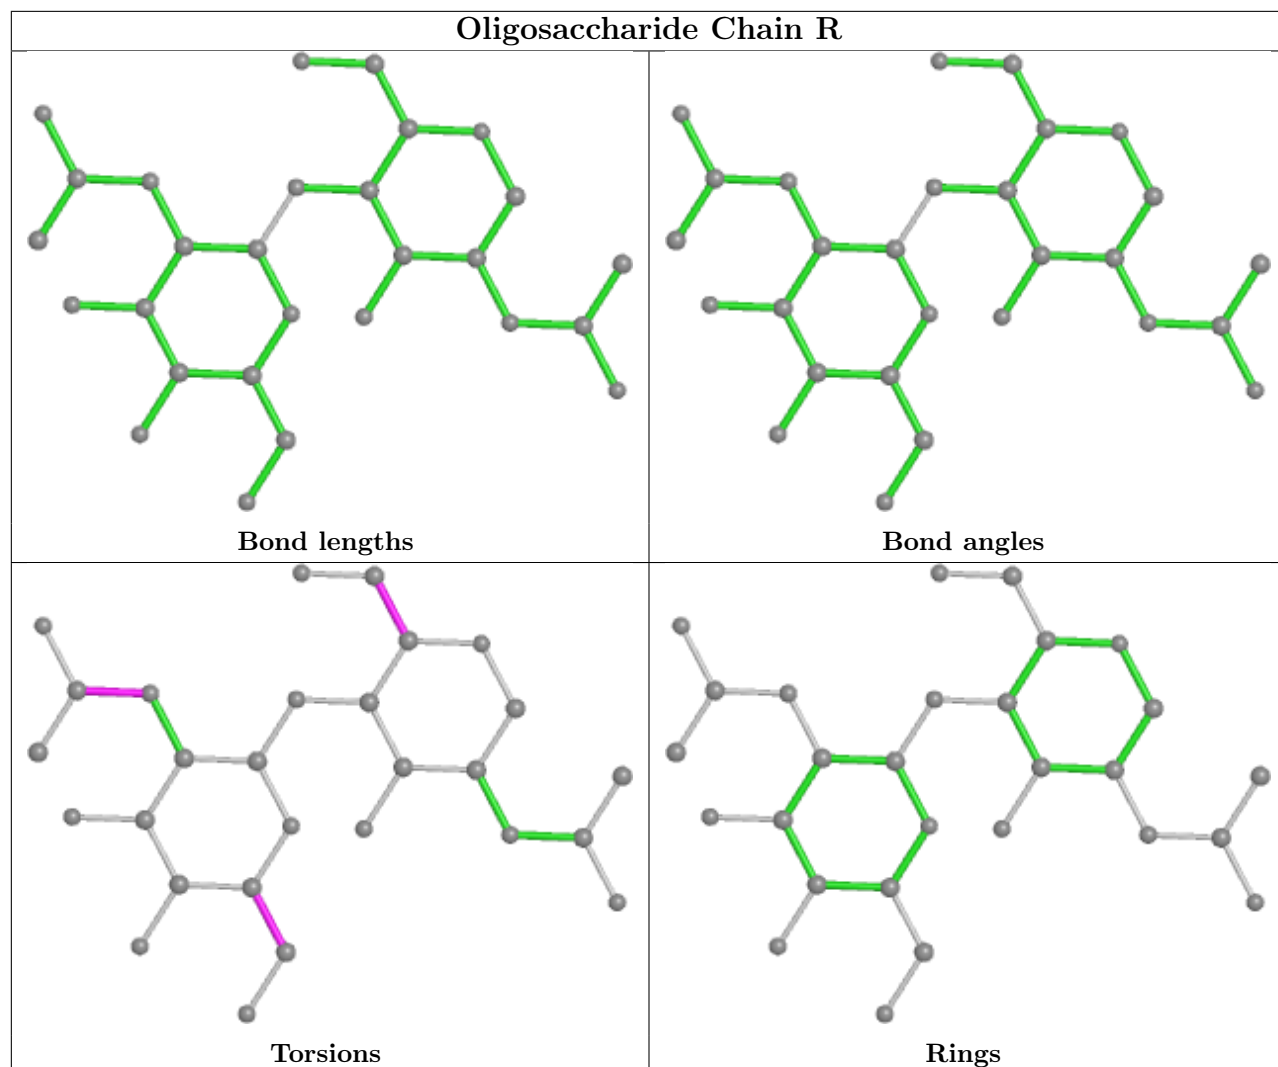 Oligosaccharide Chain R
Bond lengths
Bond angles
Torsions
Rings